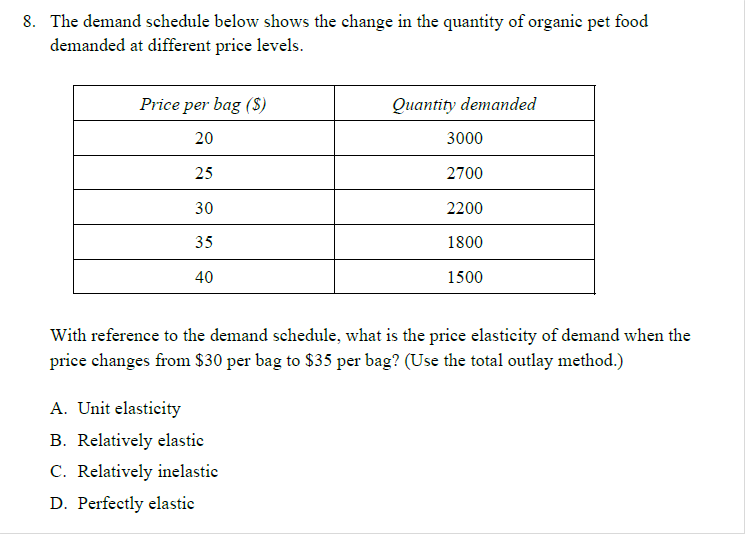 8. The demand schedule below shows the change in the quantity of organic pet food
demanded at different price levels.
Price per bag ($) Quantity demanded
20 3000
25 2700
30 2200
35 1800
40 1500
With reference to the demand schedule, what is the price elasticity of demand when the
price changes from $30 per bag to $35 per bag? (Use the total outlay method.)
A. Unit elasticity
B. Relatively elastic
C. Relatively inelastic
D. Perfectly elastic